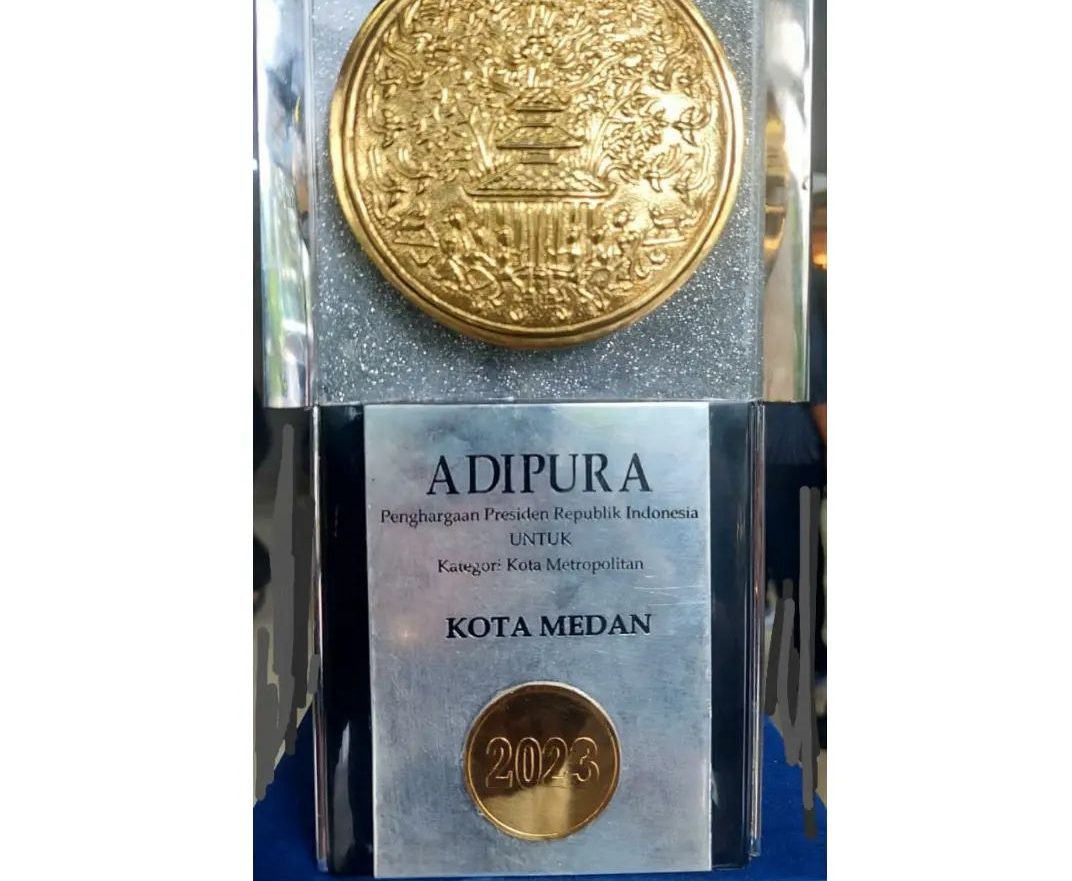 ADIPURA
Penghargaan Presiden Republik Indonesia
UNTUK
Kategori Kota Metropolitan
KOTA MEDAN
2023